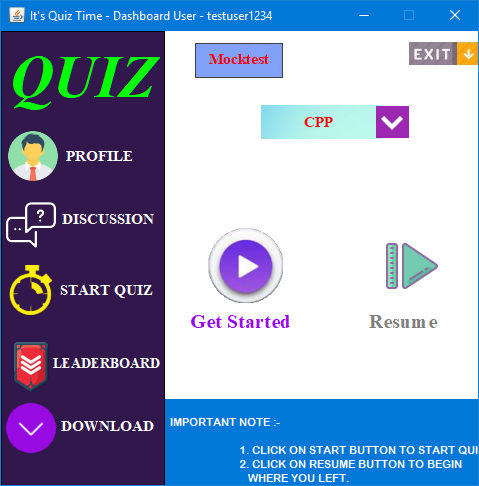 It's Quiz Time - Dashboard User - testuser1234
QUIZ
Mocktest
EXIT
CPP
PROFILE
DISCUSSION
START QUIZ
LEADERBOARD
DOWNLOAD
Get Started
Resume
IMPORTANT NOTE :-
1. CLICK ON START BUTTON TO START QUI
2. CLICK ON RESUME BUTTON TO BEGIN
WHERE YOU LEFT.